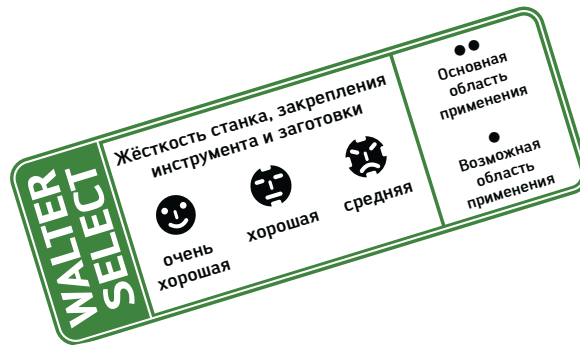 WALTER
SELECT
Жёсткость станка, закрепления
инструмента и заготовки
очень
хорошая
хорошая
средняя
Основная
область
применения
Возможная
область
применения